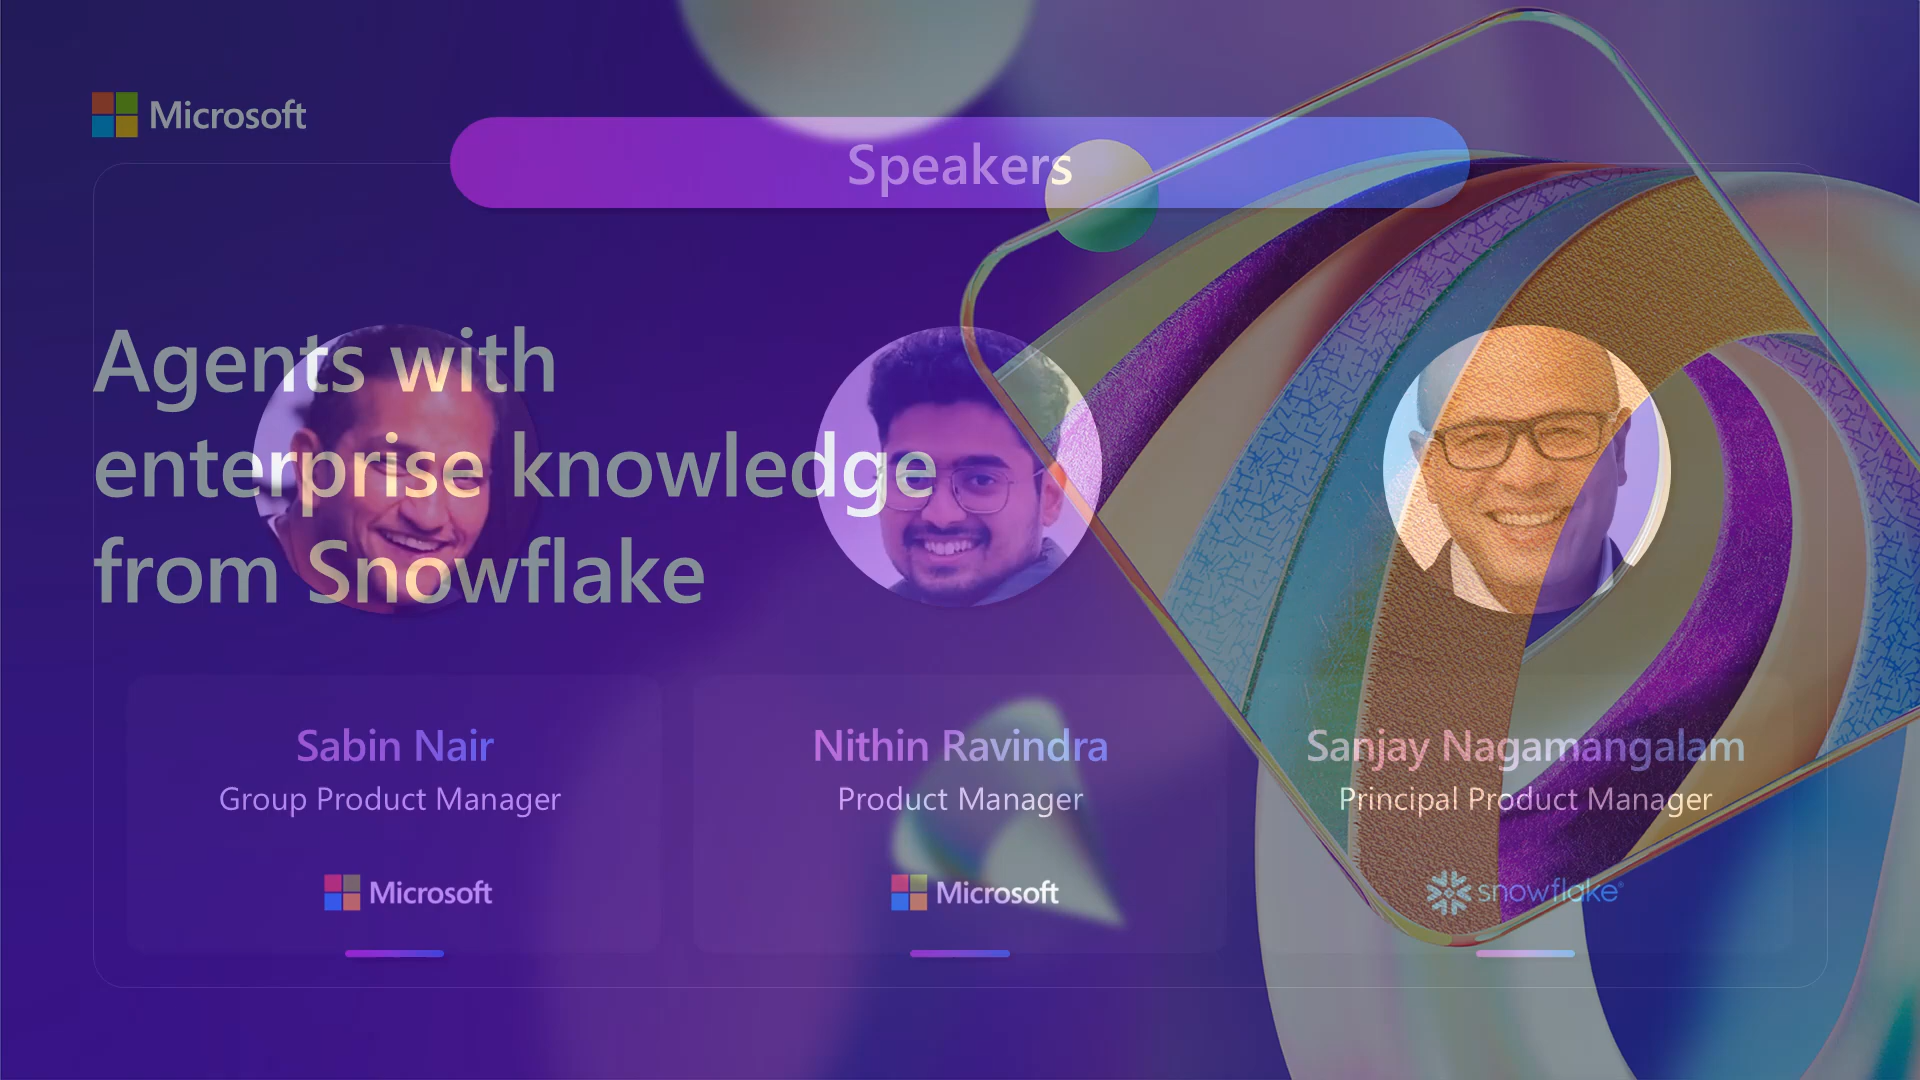 Microsoft
Speakers
Agents with
enterprise knowledge
from Snowflake
Sabin Nair
Group Product Manager
Microsoft
Nithin Ravindra
Product Manager
Microsoft
Sanjay Nagamangalam
Principal Product Manager
snowflake®